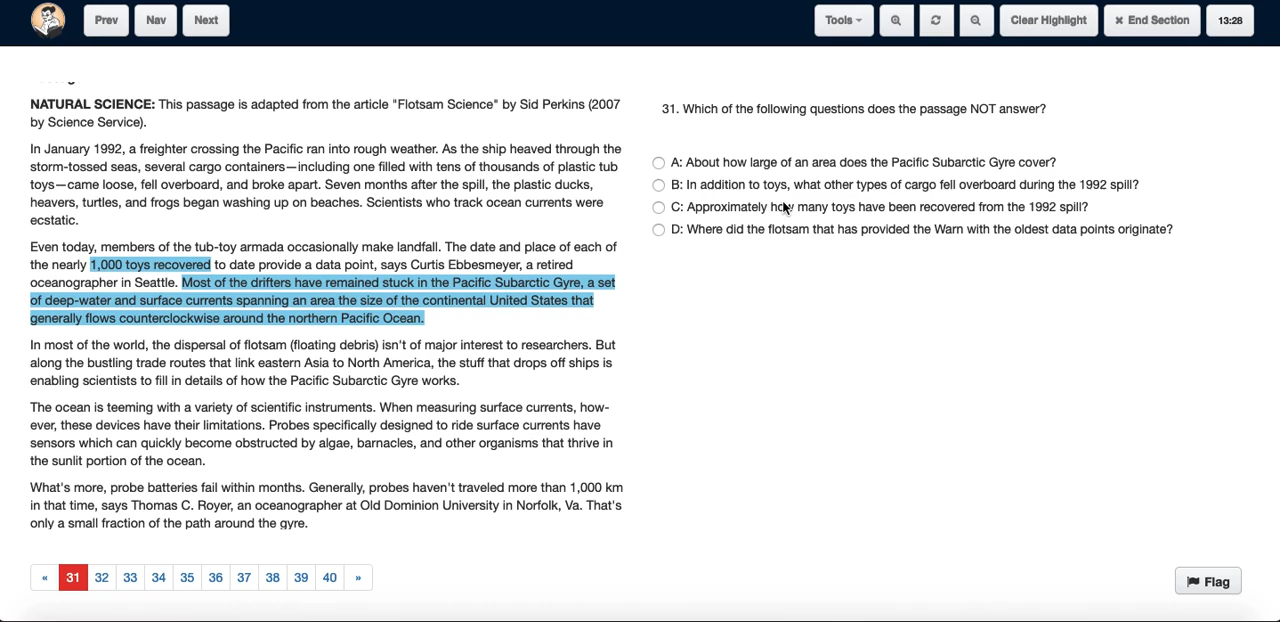 Prev
Nav
Next
Tools
Clear Highlight
End Section
13:28
NATURAL SCIENCE: This passage is adapted from the article "Flotsam Science" by Sid Perkins (2007
by Science Service).
In January 1992, a freighter crossing the Pacific ran into rough weather. As the ship heaved through the
storm-tossed seas, several cargo containers—including one filled with tens of thousands of plastic tub
toys—came loose, fell overboard, and broke apart. Seven months after the spill, the plastic ducks,
heavers, turtles, and frogs began washing up on beaches. Scientists who track ocean currents were
ecstatic.
Even today, members of the tub-toy armada occasionally make landfall. The date and place of each of
the nearly 1,000 toys recovered to date provide a data point, says Curtis Ebbesmeyer, a retired
oceanographer in Seattle. Most of the drifters have remained stuck in the Pacific Subarctic Gyre, a set
of deep-water and surface currents spanning an area the size of the continental United States that
generally flows counterclockwise around the northern Pacific Ocean.
In most of the world, the dispersal of flotsam (floating debris) isn't of major interest to researchers. But
along the bustling trade routes that link eastern Asia to North America, the stuff that drops off ships is
enabling scientists to fill in details of how the Pacific Subarctic Gyre works.
The ocean is teeming with a variety of scientific instruments. When measuring surface currents, how-
ever, these devices have their limitations. Probes specifically designed to ride surface currents have
sensors which can quickly become obstructed by algae, barnacles, and other organisms that thrive in
the sunlit portion of the ocean.
What's more, probe batteries fail within months. Generally, probes haven't traveled more than 1,000 km
in that time, says Thomas C. Royer, an oceanographer at Old Dominion University in Norfolk, Va. That's
only a small fraction of the path around the gyre.
31. Which of the following questions does the passage NOT answer?
A: About how large of an area does the Pacific Subarctic Gyre cover?
B: In addition to toys, what other types of cargo fell overboard during the 1992 spill?
C: Approximately how many toys have been recovered from the 1992 spill?
D: Where did the flotsam that has provided the Warn with the oldest data points originate?
« 31 32 33 34 35 36 37 38 39 40 »
Flag